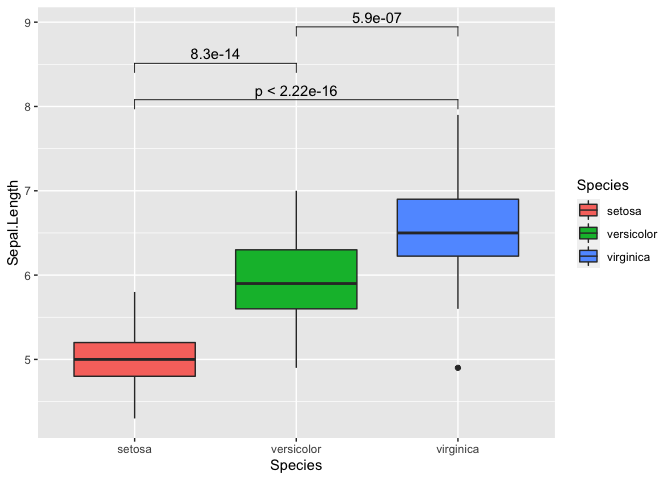 9
5.9e-07
8.3e-14
8
p < 2.22e-16
7
6
5
Sepal.Length
setosa
versicolor
virginica
Species
Species
setosa
versicolor
virginica